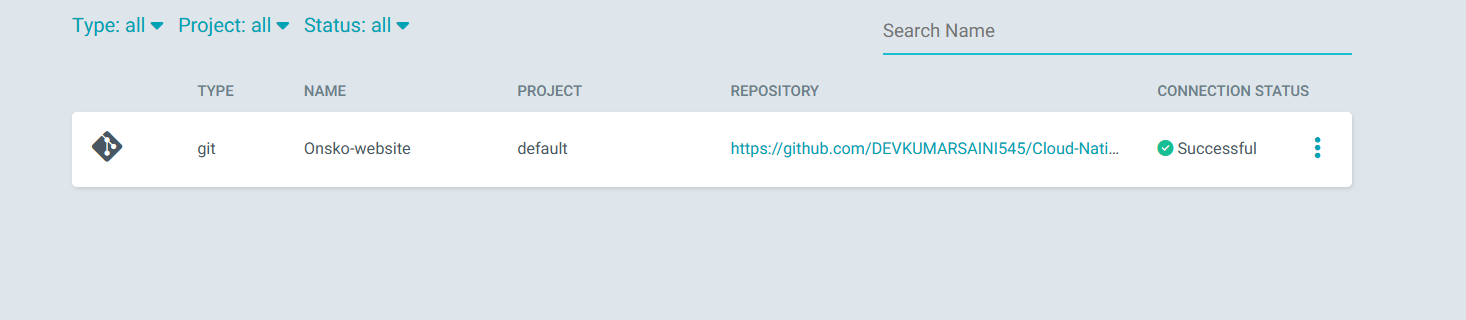 Type: all Project: all Status: all
Search Name
TYPE NAME PROJECT REPOSITORY CONNECTION STATUS
git Onsko-website default https://github.com/DEVKUMARSAINI545/Cloud-Nati... Successful